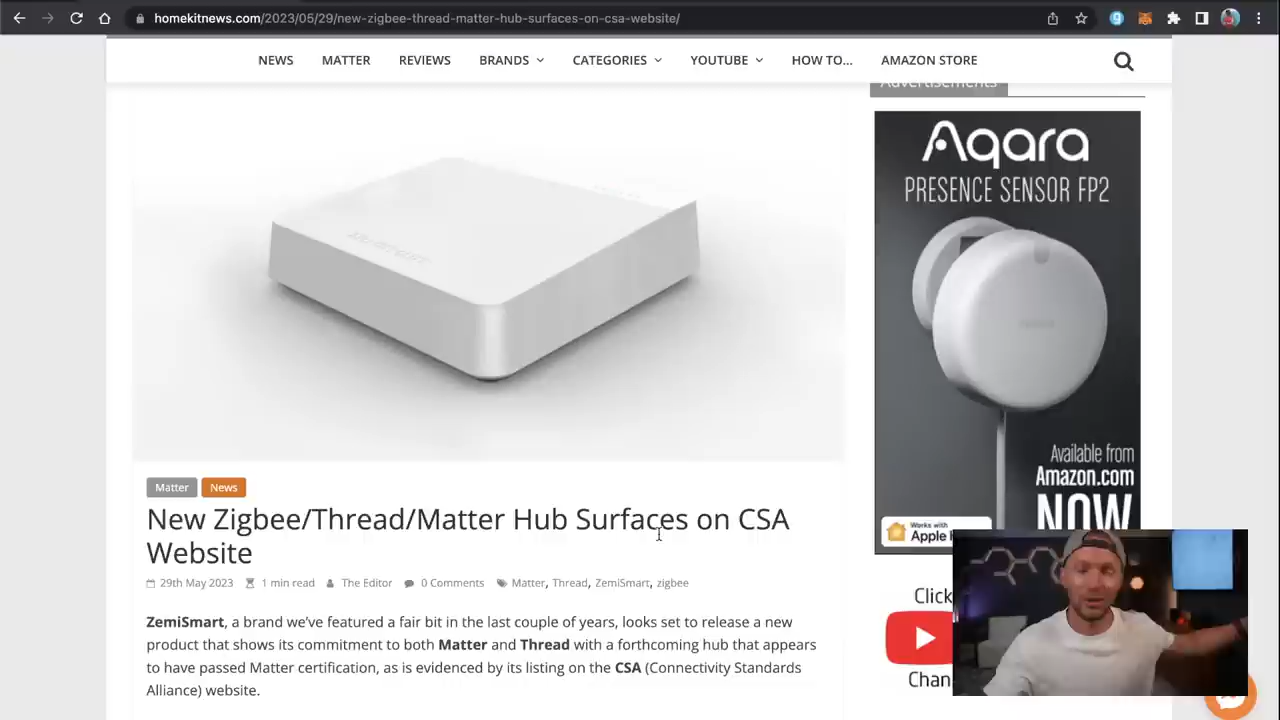 homekitnews.com/2023/05/29/new-zigbee-thread-matter-hub-surfaces-on-csa-website/
NEWS MATTER REVIEWS BRANDS CATEGORIES YOUTUBE HOW TO... AMAZON STORE
Advertisements
Aqara
PRESENCE SENSOR FP2
Available from
Amazon.com
NOW
Works with
Apple
Matter News
New Zigbee/Thread/Matter Hub Surfaces on CSA
Website
29th May 2023 1 min read The Editor 0 Comments Matter, Thread, ZemiSmart, zigbee
ZemiSmart, a brand we've featured a fair bit in the last couple of years, looks set to release a new
product that shows its commitment to both Matter and Thread with a forthcoming hub that appears
to have passed Matter certification, as is evidenced by its listing on the CSA (Connectivity Standards
Alliance) website.
Click
Chan